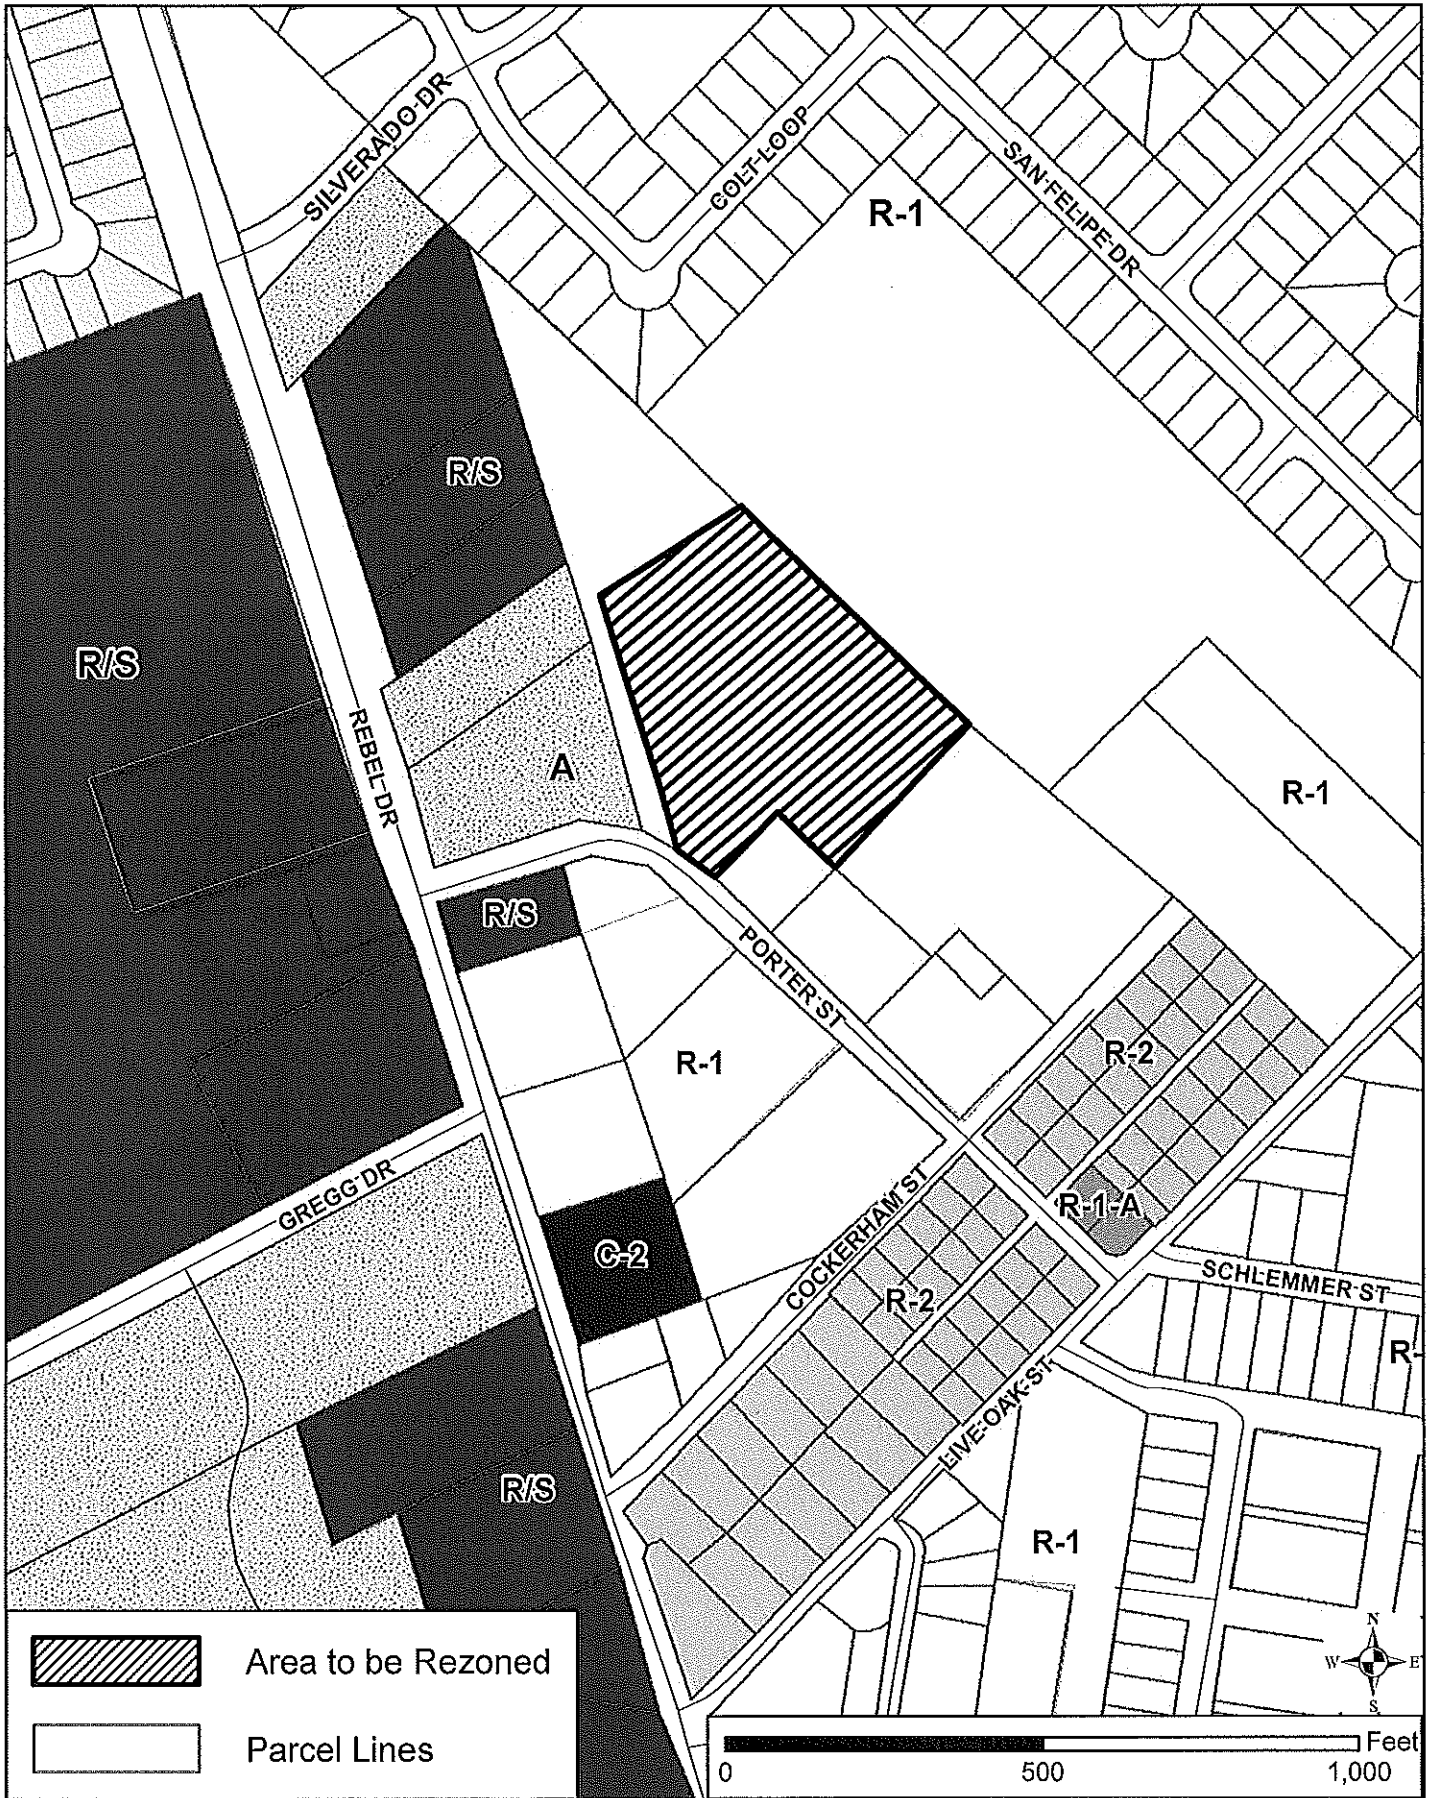 SILVERADO DR
COLT LOOP
SAN FELIPE DR
R-1
R/S
R/S
REBEL DR
A
R-1
R/S
PORTER ST
R-1
R-2
GREGG DR
COCKERHAM ST
R-1-A
C-2
SCHLEMMER ST
R-2
R-
LIVE OAK ST
R/S
R-1
N
W
E
S
Area to be Rezoned
Parcel Lines
Feet
0 500 1,000